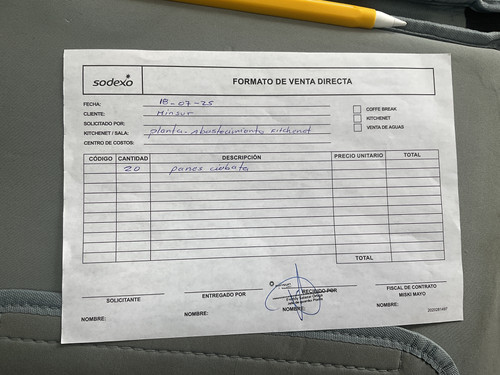 sodexo
FORMATO DE VENTA DIRECTA
FECHA: 18-07-25
CLIENTE: Minsur
SOLICITADO POR:
KITCHENET / SALA: planta - Abastecimiento Kitchenet
CENTRO DE COSTOS:
COFFE BREAK
KITCHENET
VENTA DE AGUAS
CÓDIGO CANTIDAD DESCRIPCIÓN PRECIO UNITARIO TOTAL
20 panes ciabata
TOTAL
SOLICITANTE
ENTREGADO POR
RECIBIDO POR
FISCAL DE CONTRATO
MISKI MAYO
NOMBRE:
NOMBRE:
NOMBRE:
NOMBRE: